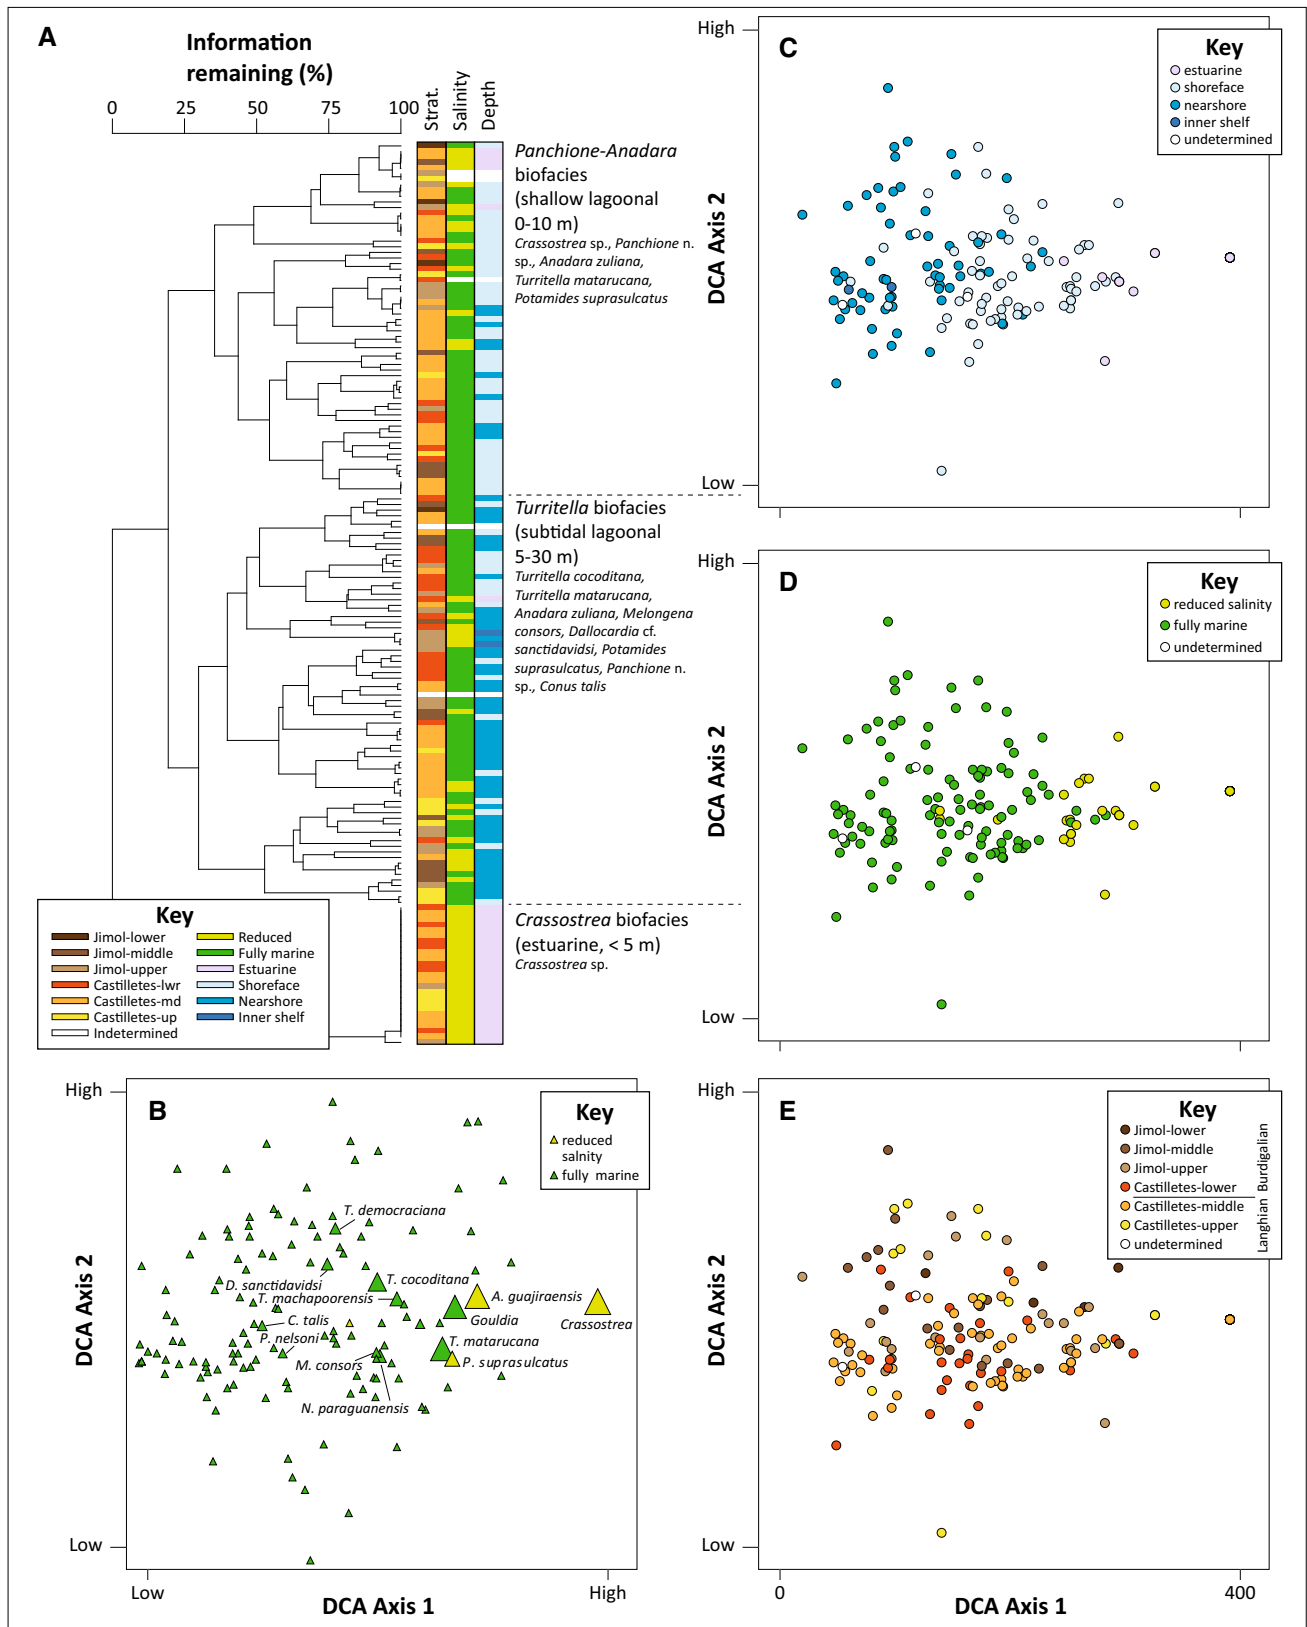 A
Information
remaining (%)
0 25 50 75 100
Strat.
Salinity
Depth
Panchione-Anadara
biofacies
(shallow lagoonal
0-10 m)
Crassostrea sp., Panchione n.
sp., Anadara zuliana,
Turritella matarucana,
Potamides suprasulcatus
Turritella biofacies
(subtidal lagoonal
5-30 m)
Turritella cocoditana,
Turritella matarucana,
Anadara zuliana, Melongena
consors, Dallocardia cf.
sanctidavidsi, Potamides
suprasulcatus, Panchione n.
sp., Conus talis
Crassostrea biofacies
(estuarine, < 5 m)
Crassostrea sp.
Key
Jimol-lower
Jimol-middle
Jimol-upper
Castilletes-lwr
Castilletes-md
Castilletes-up
Indetermined
Reduced
Fully marine
Estuarine
Shoreface
Nearshore
Inner shelf
B
High
Low
DCA Axis 2
Key
reduced
salnity
fully marine
T. democraciana
D. sanctidavidsi
T. cocoditana
T. machapoorensis
A. guajiraensis
C. talis
Gouldia
Crassostrea
P. nelsoni
T. matarucana
M. consors
P. suprasulcatus
N. paraguanensis
Low
High
DCA Axis 1
C
High
Low
DCA Axis 2
Key
estuarine
shoreface
nearshore
inner shelf
undetermined
D
High
Low
DCA Axis 2
Key
reduced salinity
fully marine
undetermined
E
High
Low
DCA Axis 2
Key
Jimol-lower
Jimol-middle
Jimol-upper
Castilletes-lower
Castilletes-middle
Castilletes-upper
undetermined
Burdigalian
Langhian
0
400
DCA Axis 1